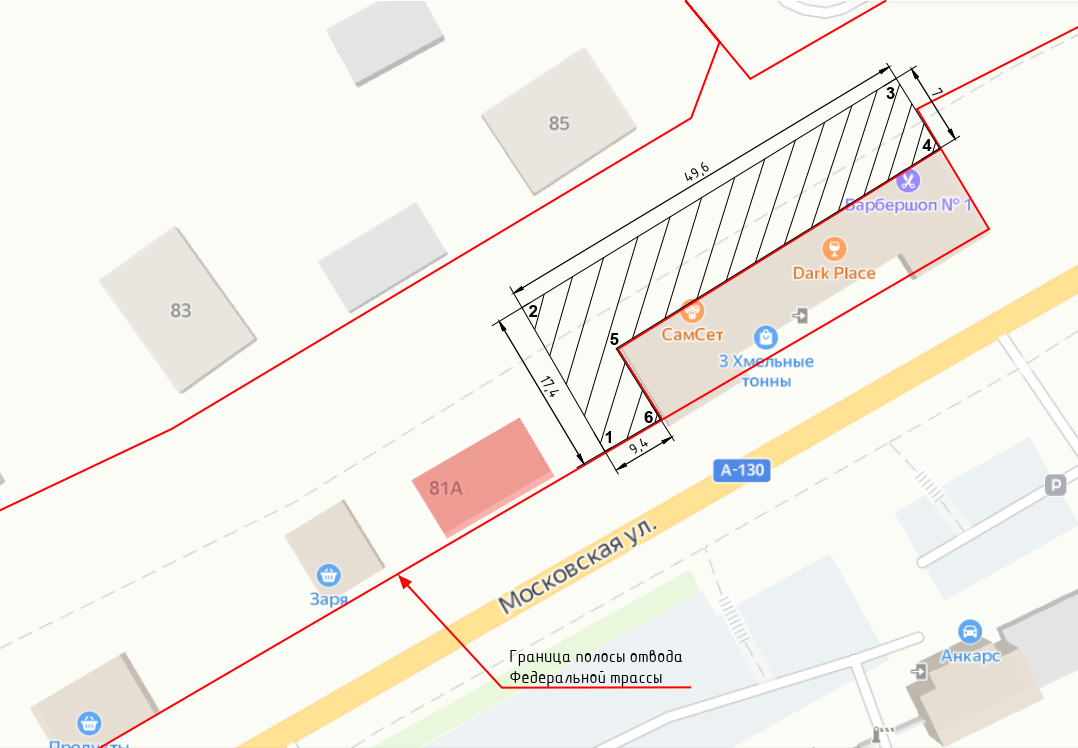 85
3
7
4
49,6
Барбершоп № 1
83
Dark Place
2
СамСет
5
3 Хмельные
тонны
17,4
6
1
9,4
81А
А-130
P
Московская ул.
Заря
Граница полосы отвода
Федеральной трассы
Анкарс
Продукты